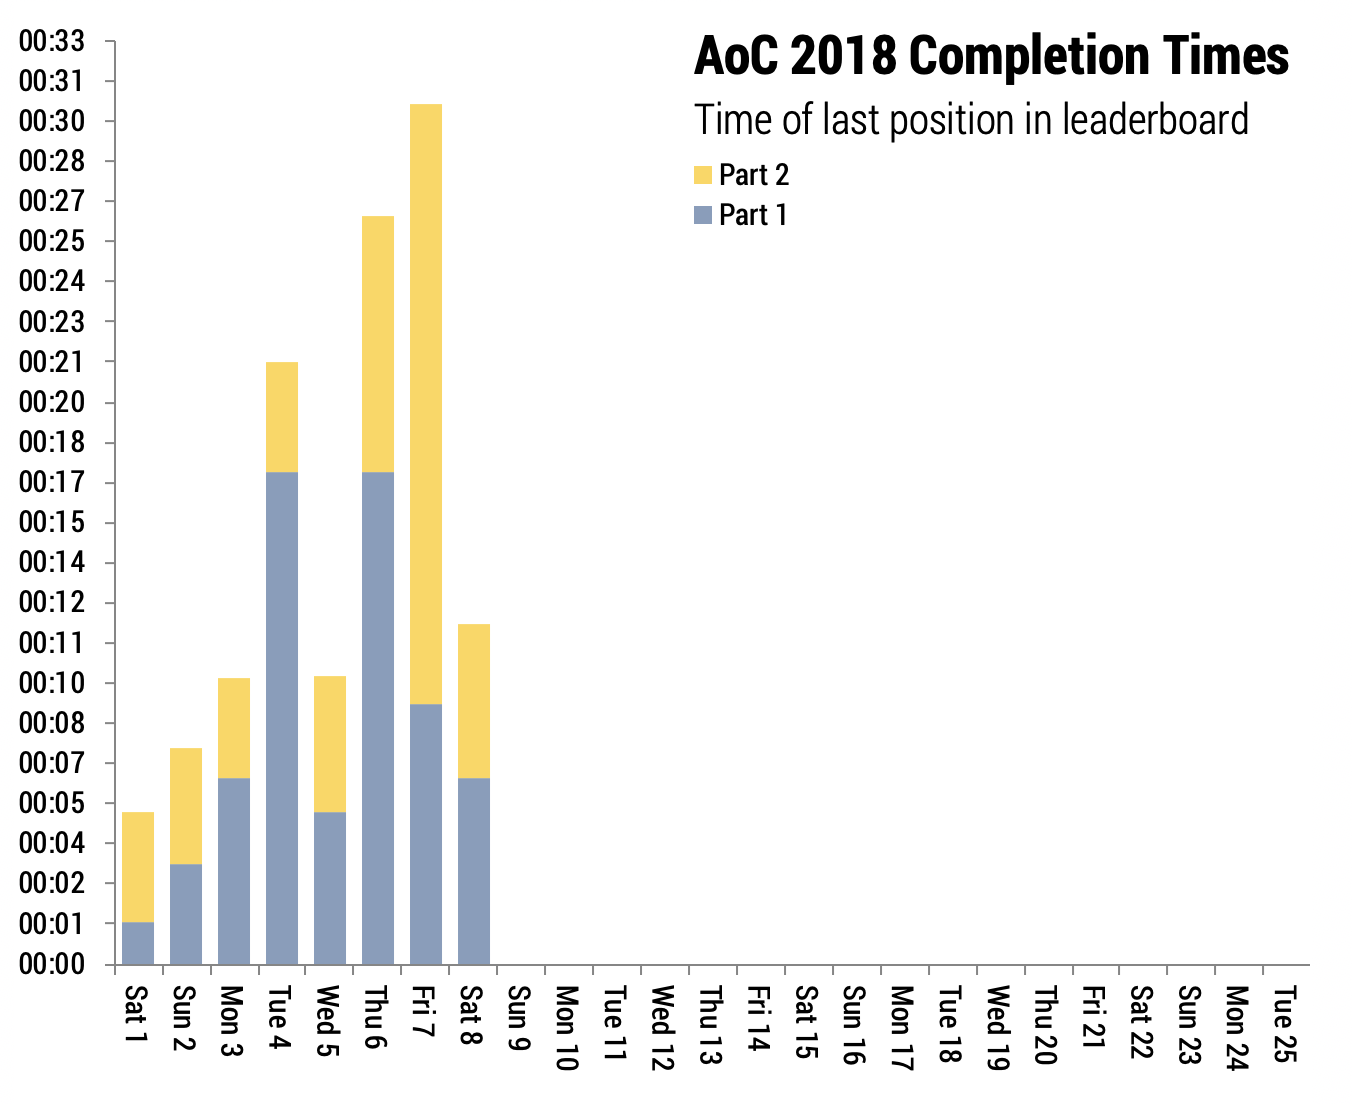 AoC 2018 Completion Times
Time of last position in leaderboard
Part 2
Part 1
00:33
00:31
00:30
00:28
00:27
00:25
00:24
00:23
00:21
00:20
00:18
00:17
00:15
00:14
00:12
00:11
00:10
00:08
00:07
00:05
00:04
00:02
00:01
00:00
Sat 1
Sun 2
Mon 3
Tue 4
Wed 5
Thu 6
Fri 7
Sat 8
Sun 9
Mon 10
Tue 11
Wed 12
Thu 13
Fri 14
Sat 15
Sun 16
Mon 17
Tue 18
Wed 19
Thu 20
Fri 21
Sat 22
Sun 23
Mon 24
Tue 25